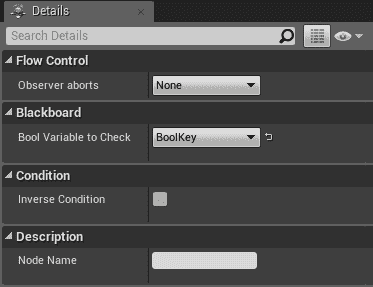 Details
Search Details
Flow Control
Observer aborts None
Blackboard
Bool Variable to Check BoolKey
Condition
Inverse Condition
Description
Node Name